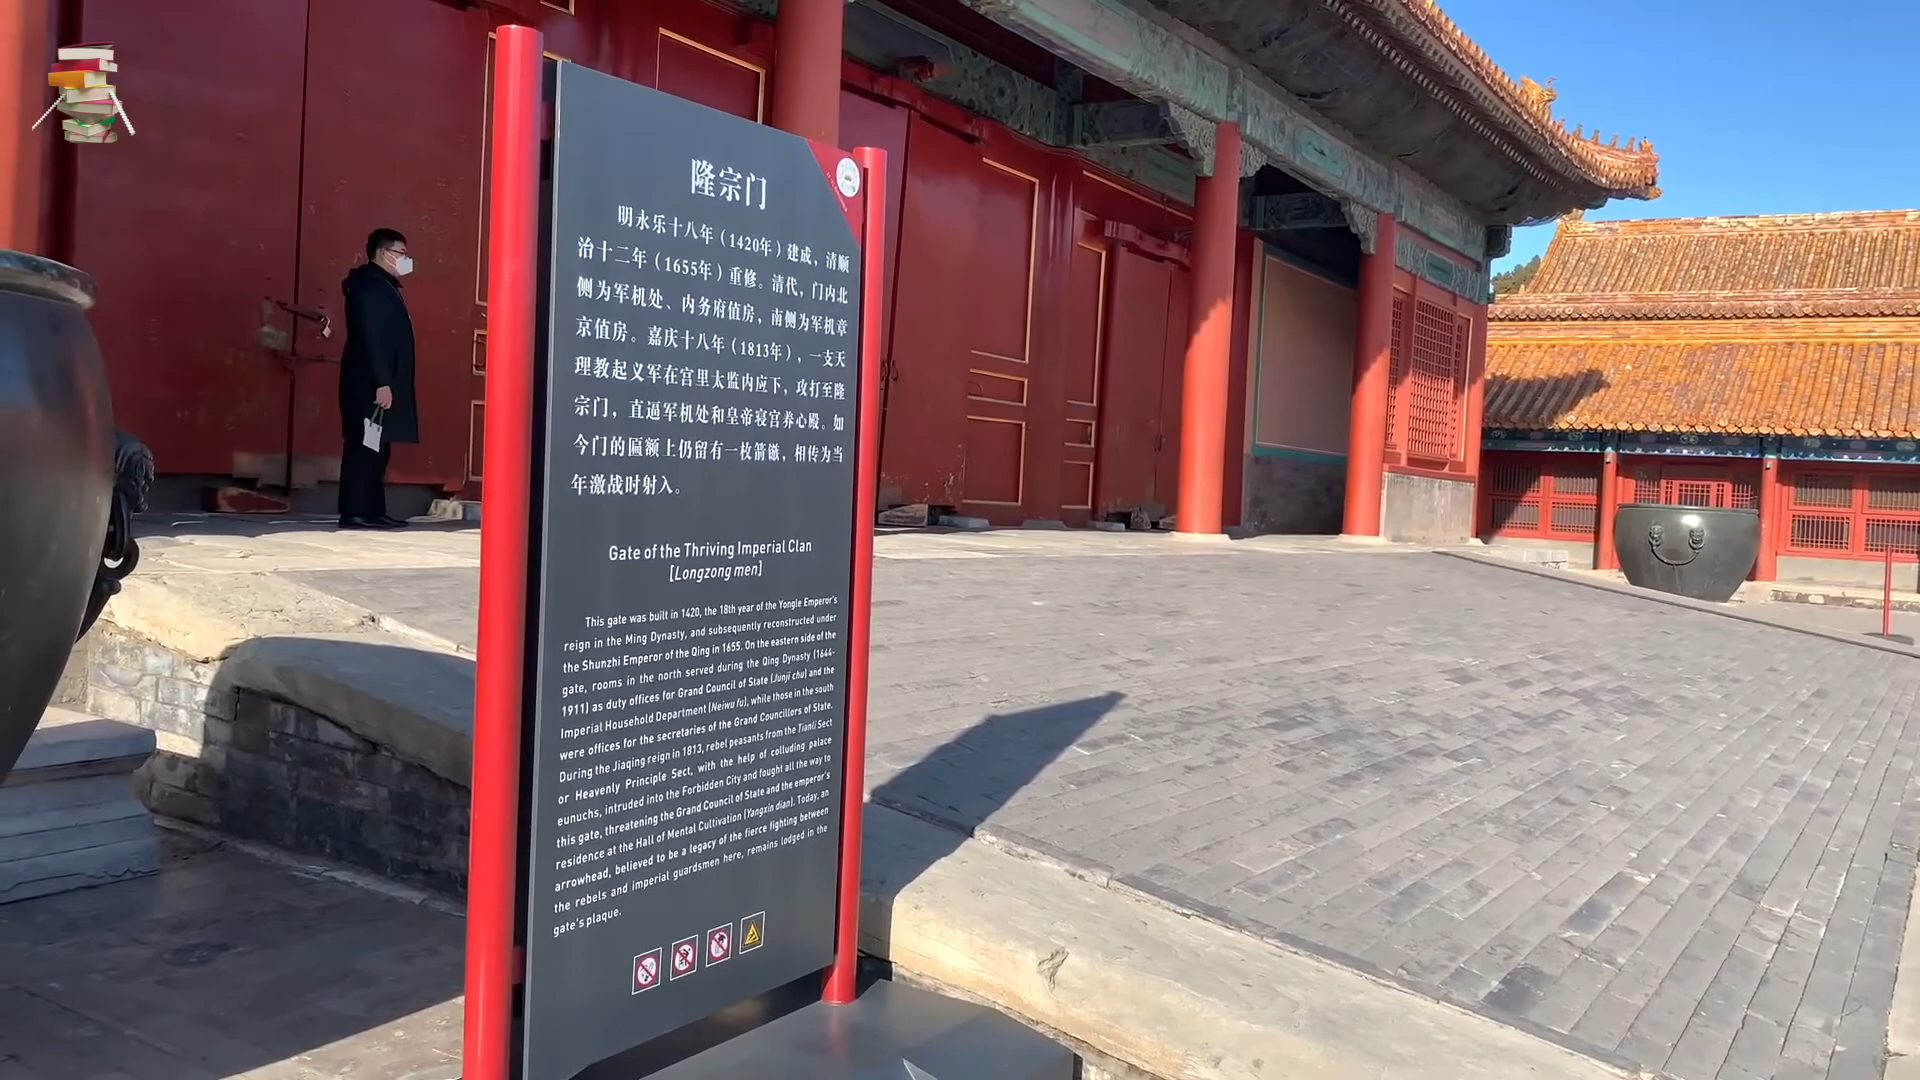 隆宗门
明永乐十八年（1420年）建成，清顺
治十二年（1655年）重修。清代，门内北
侧为军机处、内务府值房，南侧为军机章
京值房。嘉庆十八年（1813年），一支天
理教起义军在宫里太监内应下，攻打至隆
宗门，直逼军机处和皇帝寝宫养心殿。如
今门的匾额上仍留有一枚箭镞，相传为当
年激战时射入。
Gate of the Thriving Imperial Clan
[Longzong men]
This gate was built in 1420, the 18th year of the Yongle Emperor's
reign in the Ming Dynasty, and subsequently reconstructed under
the Shunzhi Emperor of the Qing in 1655. On the eastern side of the
gate, rooms in the north served during the Qing Dynasty (1644-
1911) as duty offices for Grand Council of State (Junji chu) and the
Imperial Household Department (Neiwu fu), while those in the south
were offices for the secretaries of the Grand Councillors of State.
During the Jiaqing reign in 1813, rebel peasants from the Tianli Sect
or Heavenly Principle Sect, with the help of colluding palace
eunuchs, intruded into the Forbidden City and fought all the way to
this gate, threatening the Grand Council of State and the emperor's
residence at the Hall of Mental Cultivation (Yangxin dian). Today, an
arrowhead, believed to be a legacy of the fierce fighting between
the rebels and imperial guardsmen here, remains lodged in the
gate's plaque.